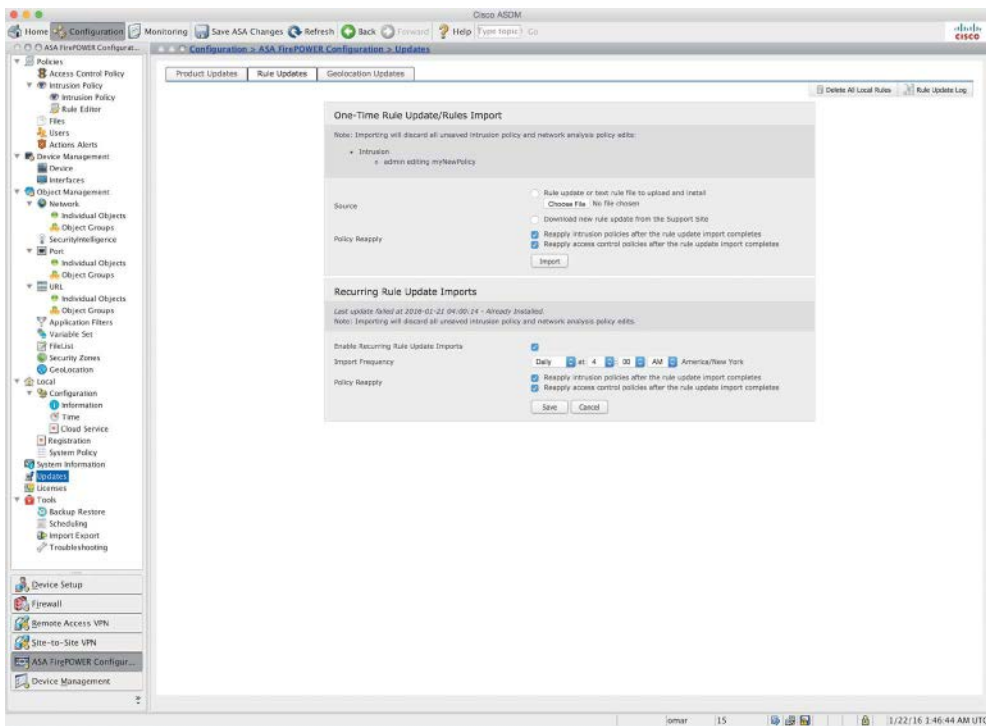 Cisco ASDM
Home Configuration Monitoring Save ASA Changes Refresh Back Forward Help Type topic Go
CISCO
ASA FirePOWER Configurat...
Configuration > ASA FirePOWER Configuration > Updates
Policies
Access Control Policy
Intrusion Policy
Intrusion Policy
Rule Editor
Files
Users
Actions Alerts
Device Management
Device
Interfaces
Object Management
Network
Individual Objects
Object Groups
SecurityIntelligence
Port
Individual Objects
Object Groups
URL
Individual Objects
Object Groups
Application Filters
Variable Set
FileList
Security Zones
GeoLocation
Local
Configuration
Information
Time
Cloud Service
Registration
System Policy
System Information
Updates
Licenses
Tools
Backup Restore
Scheduling
Import Export
Troubleshooting
Device Setup
Firewall
Remote Access VPN
Site-to-Site VPN
ASA FirePOWER Configur...
Device Management
Product Updates Rule Updates Geolocation Updates
Delete All Local Rules Rule Update Log
One-Time Rule Update/Rules Import
Note: Importing will discard all unsaved intrusion policy and network analysis policy edits:
Intrusion
admin editing myNewPolicy
Source
Rule update or text rule file to upload and install
Choose File No file chosen
Download new rule update from the Support Site
Policy Reapply
Reapply intrusion policies after the rule update import completes
Reapply access control policies after the rule update import completes
Import
Recurring Rule Update Imports
Last update failed at 2016-01-21 04:00:14 - Already Installed.
Note: Importing will discard all unsaved intrusion policy and network analysis policy edits.
Enable Recurring Rule Update Imports
Import Frequency Daily at 4 : 00 AM America/New York
Policy Reapply
Reapply intrusion policies after the rule update import completes
Reapply access control policies after the rule update import completes
Save Cancel
omar 15 1/22/16 1:46:44 AM UTC